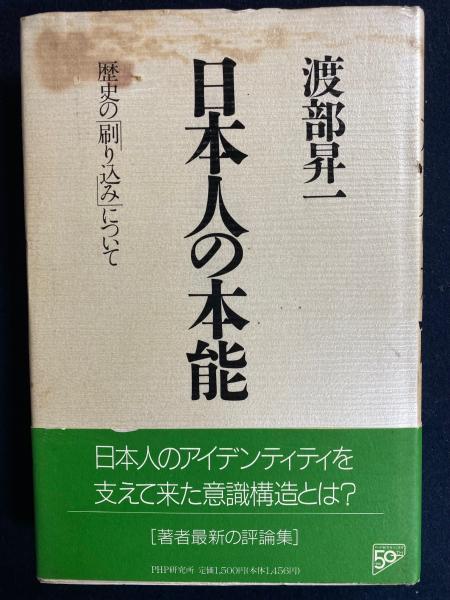 渡部昇一
日本人の本能
歴史の「刷り込み」について
日本人のアイデンティティを
支えて来た意識構造とは?
[著者最新の評論集]
PHP研究所 定価1,500円(本体1,456円)
50